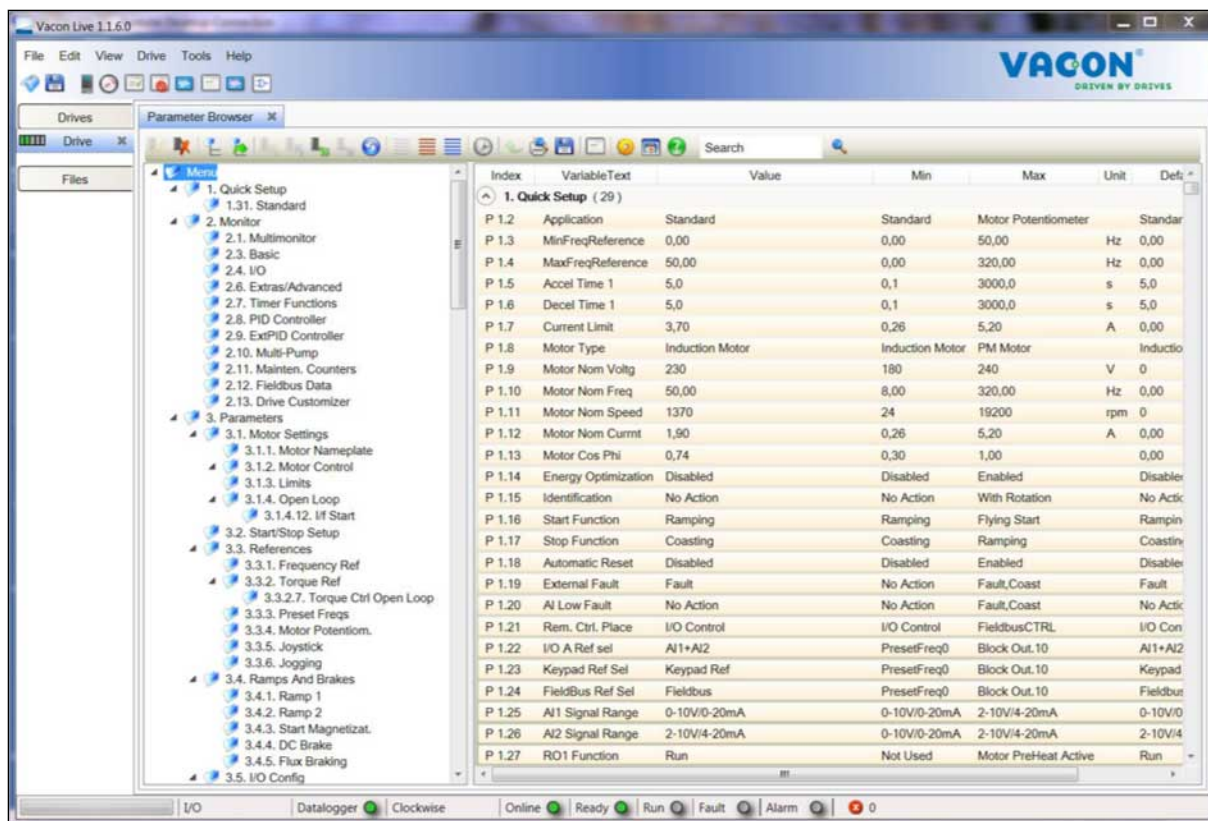 Vacon Live 1.1.6.0
File Edit View Drive Tools Help
VACON®
DRIVEN BY DRIVES
Drives
Drive
Files
Parameter Browser
Search
Menu
1. Quick Setup
1.31. Standard
2. Monitor
2.1. Multimonitor
2.3. Basic
2.4. I/O
2.6. Extras/Advanced
2.7. Timer Functions
2.8. PID Controller
2.9. ExtPID Controller
2.10. Multi-Pump
2.11. Mainten. Counters
2.12. Fieldbus Data
2.13. Drive Customizer
3. Parameters
3.1. Motor Settings
3.1.1. Motor Nameplate
3.1.2. Motor Control
3.1.3. Limits
3.1.4. Open Loop
3.1.4.12. I/f Start
3.2. Start/Stop Setup
3.3. References
3.3.1. Frequency Ref
3.3.2. Torque Ref
3.3.2.7. Torque Ctrl Open Loop
3.3.3. Preset Freqs
3.3.4. Motor Potentiom.
3.3.5. Joystick
3.3.6. Jogging
3.4. Ramps And Brakes
3.4.1. Ramp 1
3.4.2. Ramp 2
3.4.3. Start Magnetizat.
3.4.4. DC Brake
3.4.5. Flux Braking
3.5. I/O Config
Index VariableText Value Min Max Unit Defa
1. Quick Setup (29)
P 1.2 Application Standard Standard Motor Potentiometer Standar
P 1.3 MinFreqReference 0,00 0,00 50,00 Hz 0,00
P 1.4 MaxFreqReference 50,00 0,00 320,00 Hz 0,00
P 1.5 Accel Time 1 5,0 0,1 3000,0 s 5,0
P 1.6 Decel Time 1 5,0 0,1 3000,0 s 5,0
P 1.7 Current Limit 3,70 0,26 5,20 A 0,00
P 1.8 Motor Type Induction Motor Induction Motor PM Motor Inductio
P 1.9 Motor Nom Voltg 230 180 240 V 0
P 1.10 Motor Nom Freq 50,00 8,00 320,00 Hz 0,00
P 1.11 Motor Nom Speed 1370 24 19200 rpm 0
P 1.12 Motor Nom Currnt 1,90 0,26 5,20 A 0,00
P 1.13 Motor Cos Phi 0,74 0,30 1,00 0,00
P 1.14 Energy Optimization Disabled Disabled Enabled Disable
P 1.15 Identification No Action No Action With Rotation No Actic
P 1.16 Start Function Ramping Ramping Flying Start Rampin
P 1.17 Stop Function Coasting Coasting Ramping Coastin
P 1.18 Automatic Reset Disabled Disabled Enabled Disable
P 1.19 External Fault Fault No Action Fault,Coast Fault
P 1.20 AI Low Fault No Action No Action Fault,Coast No Actic
P 1.21 Rem. Ctrl. Place I/O Control I/O Control FieldbusCTRL I/O Con
P 1.22 I/O A Ref sel AI1+AI2 PresetFreq0 Block Out.10 AI1+AI2
P 1.23 Keypad Ref Sel Keypad Ref PresetFreq0 Block Out.10 Keypad
P 1.24 FieldBus Ref Sel Fieldbus PresetFreq0 Block Out.10 Fieldbus
P 1.25 AI1 Signal Range 0-10V/0-20mA 0-10V/0-20mA 2-10V/4-20mA 0-10V/0
P 1.26 AI2 Signal Range 2-10V/4-20mA 0-10V/0-20mA 2-10V/4-20mA 2-10V/4
P 1.27 RO1 Function Run Not Used Motor PreHeat Active Run
I/O Datalogger Clockwise Online Ready Run Fault Alarm 0